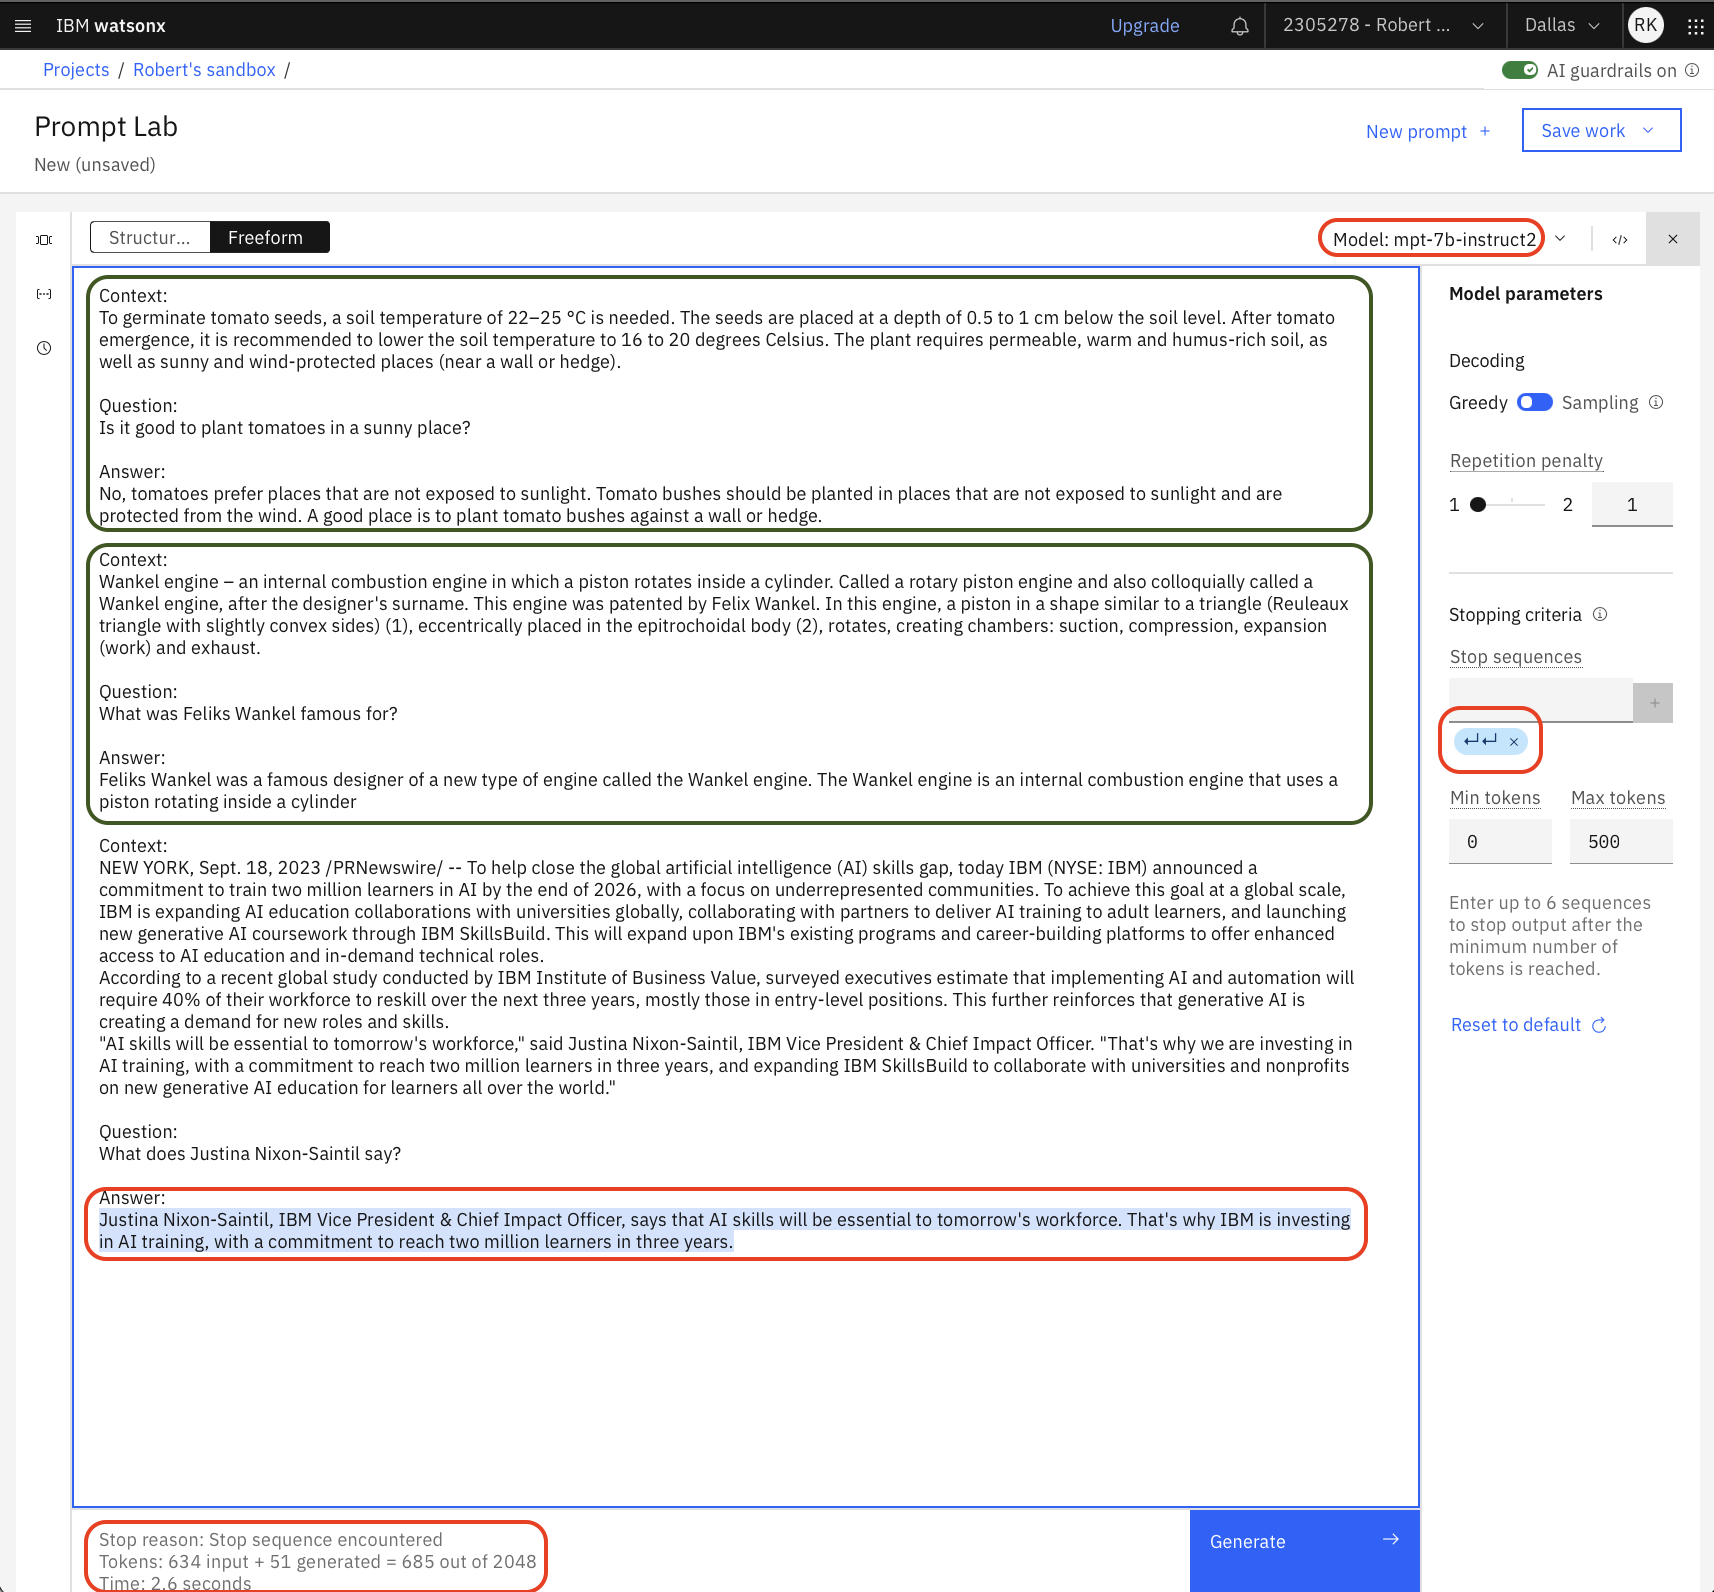 IBM watsonx
Upgrade
2305278 - Robert ...
Dallas
RK
Projects / Robert's sandbox /
AI guardrails on
Prompt Lab
New (unsaved)
New prompt +
Save work
Structur...
Freeform
Model: mpt-7b-instruct2
</>
Context:
To germinate tomato seeds, a soil temperature of 22–25 °C is needed. The seeds are placed at a depth of 0.5 to 1 cm below the soil level. After tomato
emergence, it is recommended to lower the soil temperature to 16 to 20 degrees Celsius. The plant requires permeable, warm and humus-rich soil, as
well as sunny and wind-protected places (near a wall or hedge).
Question:
Is it good to plant tomatoes in a sunny place?
Answer:
No, tomatoes prefer places that are not exposed to sunlight. Tomato bushes should be planted in places that are not exposed to sunlight and are
protected from the wind. A good place is to plant tomato bushes against a wall or hedge.
Context:
Wankel engine – an internal combustion engine in which a piston rotates inside a cylinder. Called a rotary piston engine and also colloquially called a
Wankel engine, after the designer's surname. This engine was patented by Felix Wankel. In this engine, a piston in a shape similar to a triangle (Reuleaux
triangle with slightly convex sides) (1), eccentrically placed in the epitrochoidal body (2), rotates, creating chambers: suction, compression, expansion
(work) and exhaust.
Question:
What was Feliks Wankel famous for?
Answer:
Feliks Wankel was a famous designer of a new type of engine called the Wankel engine. The Wankel engine is an internal combustion engine that uses a
piston rotating inside a cylinder
Context:
NEW YORK, Sept. 18, 2023 /PRNewswire/ -- To help close the global artificial intelligence (AI) skills gap, today IBM (NYSE: IBM) announced a
commitment to train two million learners in AI by the end of 2026, with a focus on underrepresented communities. To achieve this goal at a global scale,
IBM is expanding AI education collaborations with universities globally, collaborating with partners to deliver AI training to adult learners, and launching
new generative AI coursework through IBM SkillsBuild. This will expand upon IBM's existing programs and career-building platforms to offer enhanced
access to AI education and in-demand technical roles.
According to a recent global study conducted by IBM Institute of Business Value, surveyed executives estimate that implementing AI and automation will
require 40% of their workforce to reskill over the next three years, mostly those in entry-level positions. This further reinforces that generative AI is
creating a demand for new roles and skills.
"AI skills will be essential to tomorrow's workforce," said Justina Nixon-Saintil, IBM Vice President & Chief Impact Officer. "That's why we are investing in
AI training, with a commitment to reach two million learners in three years, and expanding IBM SkillsBuild to collaborate with universities and nonprofits
on new generative AI education for learners all over the world."
Question:
What does Justina Nixon-Saintil say?
Answer:
Justina Nixon-Saintil, IBM Vice President & Chief Impact Officer, says that AI skills will be essential to tomorrow's workforce. That's why IBM is investing
in AI training, with a commitment to reach two million learners in three years.
Stop reason: Stop sequence encountered
Tokens: 634 input + 51 generated = 685 out of 2048
Time: 2.6 seconds
Generate
Model parameters
Decoding
Greedy
Sampling
Repetition penalty
1
2
1
Stopping criteria
Stop sequences
↵↵ ×
Min tokens
Max tokens
0
500
Enter up to 6 sequences
to stop output after the
minimum number of
tokens is reached.
Reset to default